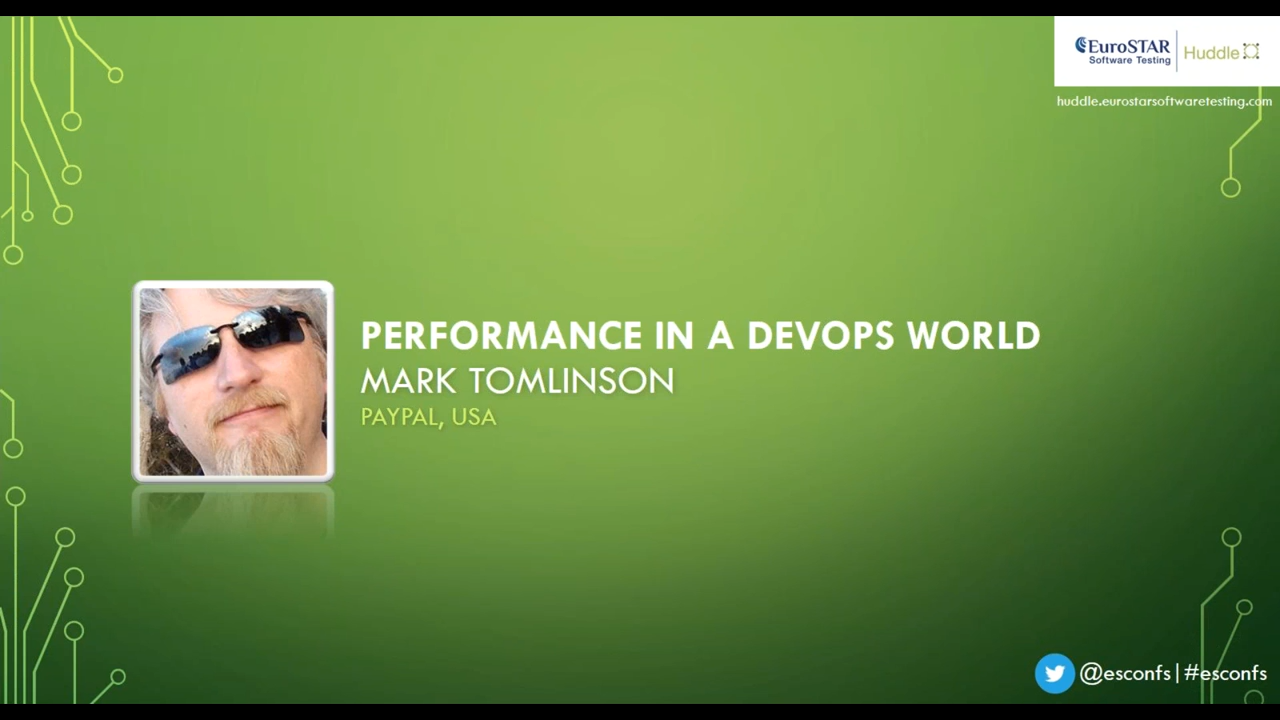 EuroSTAR
Software Testing
Huddle
huddle.eurostarsoftwaretesting.com
PERFORMANCE IN A DEVOPS WORLD
MARK TOMLINSON
PAYPAL, USA
@esconfs|#esconfs